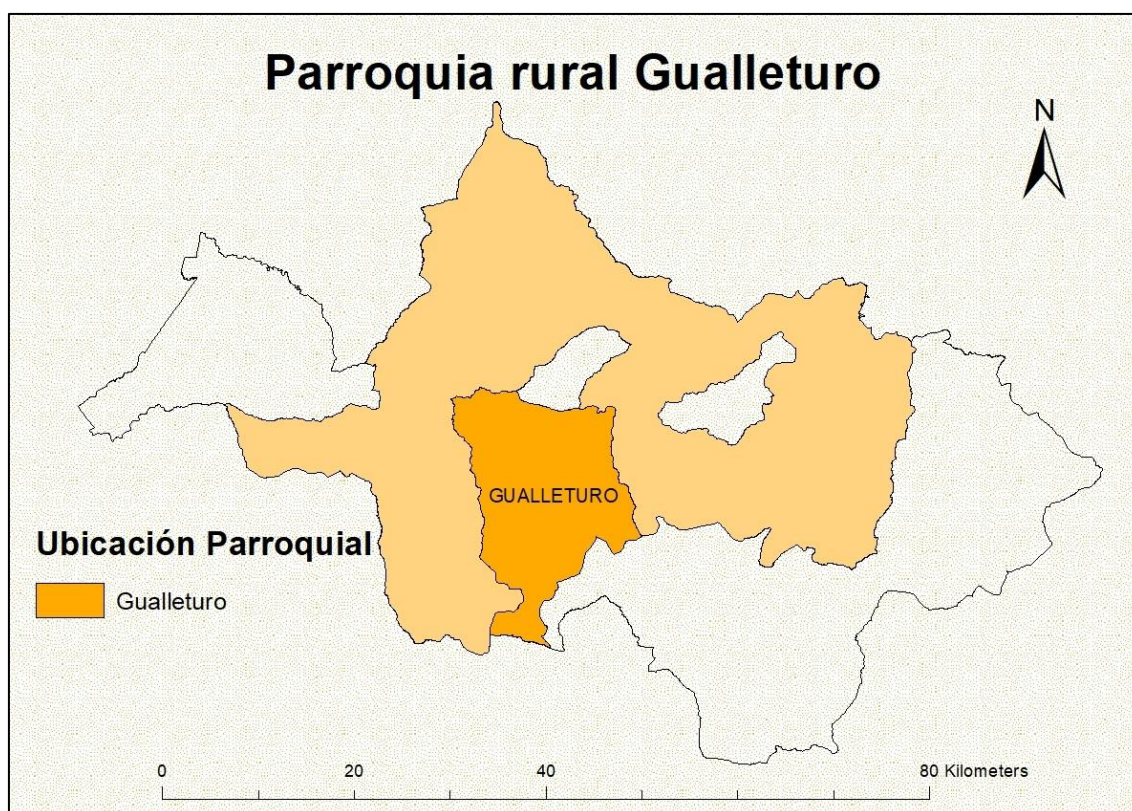 Parroquia rural Gualleturo
N
GUALLETURO
Ubicación Parroquial
Gualleturo
0 20 40 80 Kilometers